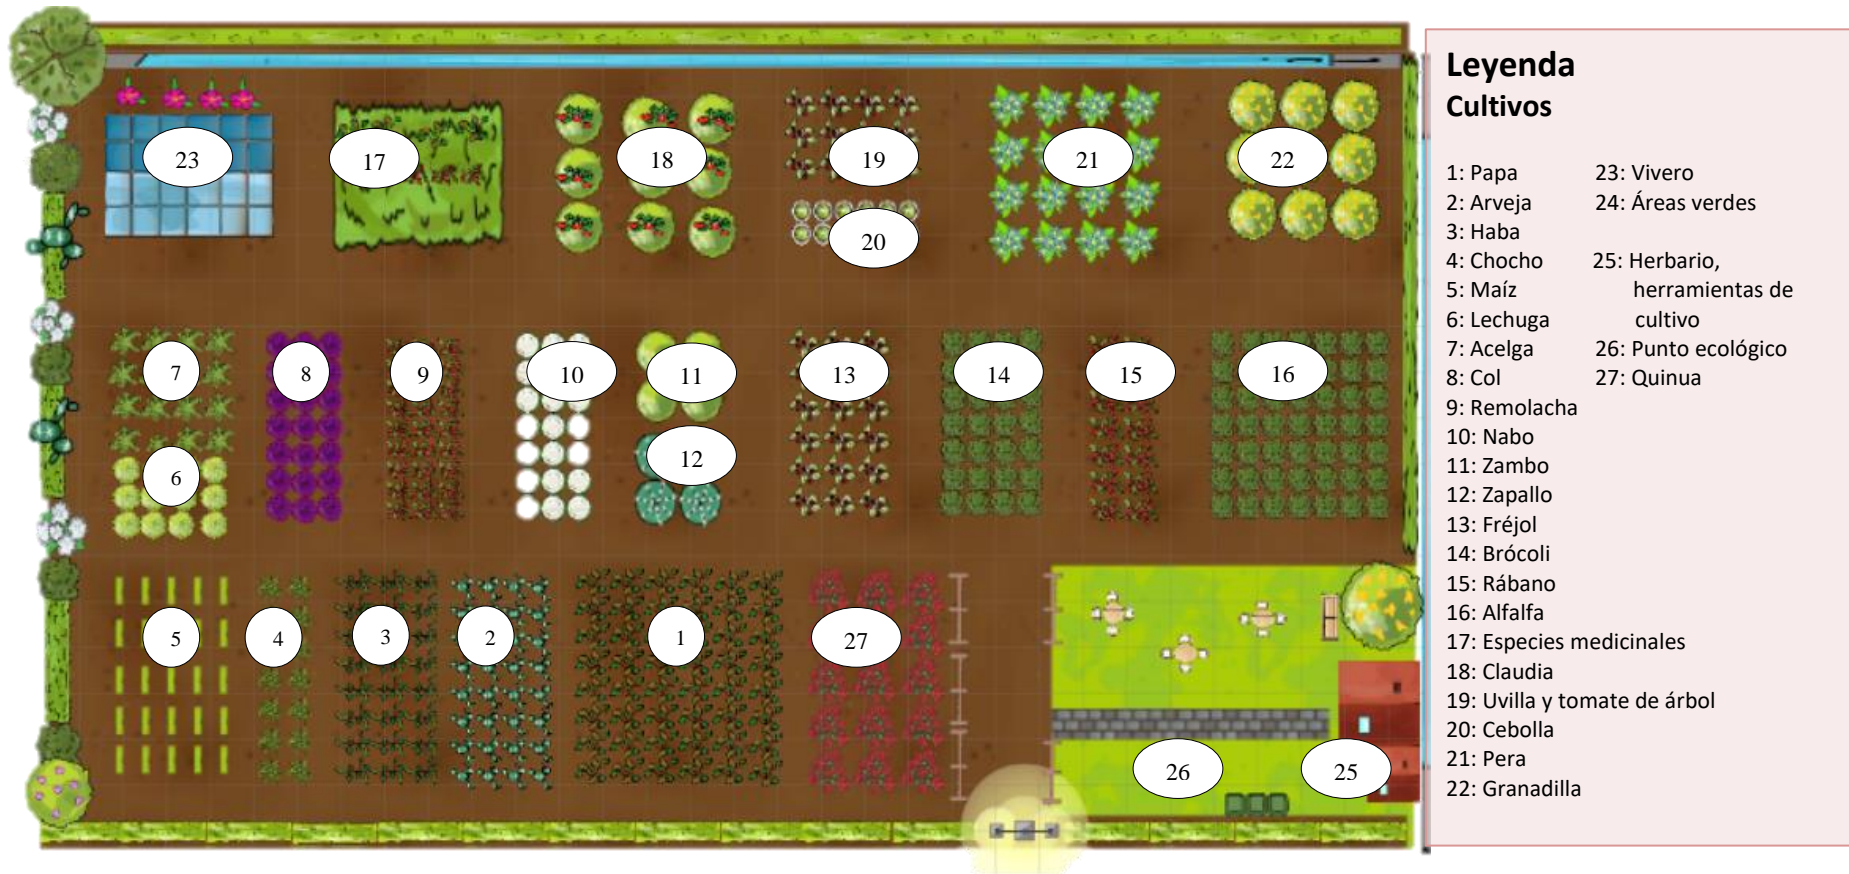 23
17
18
19
20
21
22
7
8
9
10
11
12
13
14
15
16
6
5
4
3
2
1
27
26
25
Leyenda
Cultivos
1: Papa
2: Arveja
3: Haba
4: Chocho
5: Maíz
6: Lechuga
7: Acelga
8: Col
9: Remolacha
10: Nabo
11: Zambo
12: Zapallo
13: Fréjol
14: Brócoli
15: Rábano
16: Alfalfa
17: Especies medicinales
18: Claudia
19: Uvilla y tomate de árbol
20: Cebolla
21: Pera
22: Granadilla
23: Vivero
24: Áreas verdes
25: Herbario,
herramientas de
cultivo
26: Punto ecológico
27: Quinua